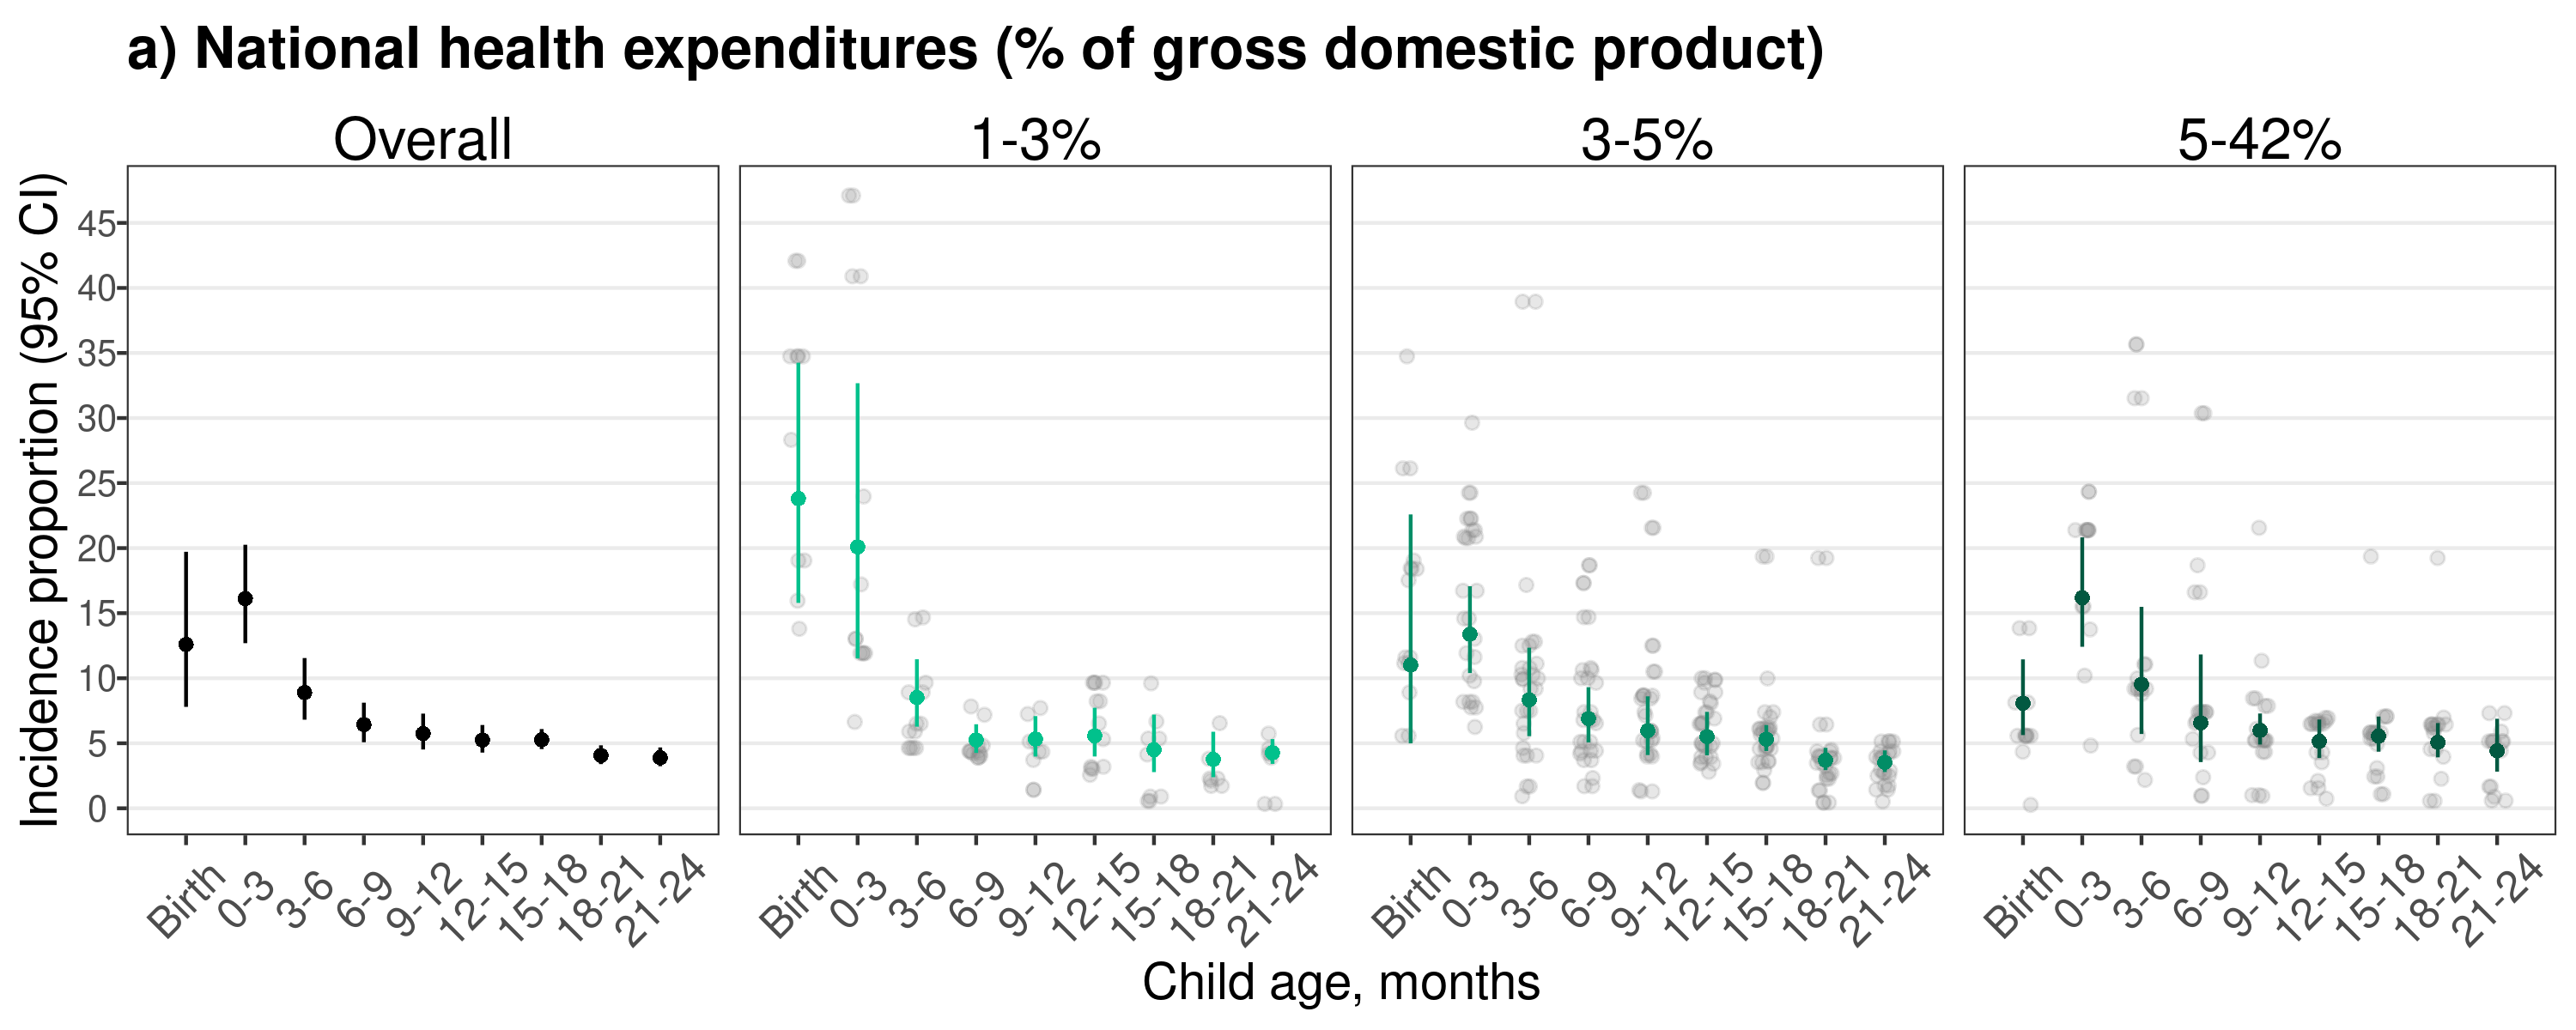 a) National health expenditures (% of gross domestic product)
Overall
1-3%
3-5%
5-42%
Incidence proportion (95% CI)
45
40
35
30
25
20
15
10
5
0
Birth 0-3 3-6 6-9 9-12 12-15 15-18 18-21 21-24
Birth 0-3 3-6 6-9 9-12 12-15 15-18 18-21 21-24
Birth 0-3 3-6 6-9 9-12 12-15 15-18 18-21 21-24
Birth 0-3 3-6 6-9 9-12 12-15 15-18 18-21 21-24
Child age, months